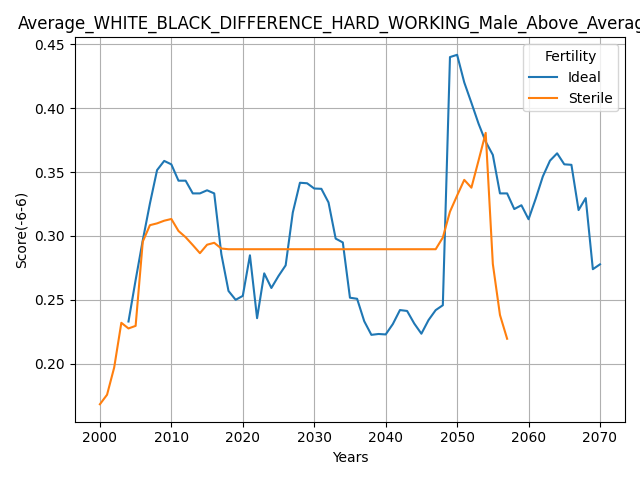 Average_WHITE_BLACK_DIFFERENCE_HARD_WORKING_Male_Above_Averag
Fertility
Ideal
Sterile
Score(-6-6)
0.45
0.40
0.35
0.30
0.25
0.20
2000 2010 2020 2030 2040 2050 2060 2070
Years